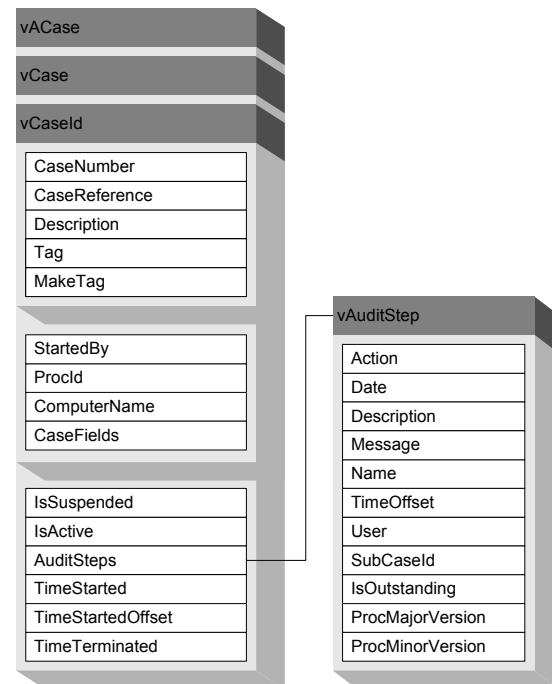 vACase
vCase
vCaseId
CaseNumber
CaseReference
Description
Tag
MakeTag
StartedBy
ProcId
ComputerName
CaseFields
IsSuspended
IsActive
AuditSteps
TimeStarted
TimeStartedOffset
TimeTerminated
vAuditStep
Action
Date
Description
Message
Name
TimeOffset
User
SubCaseId
IsOutstanding
ProcMajorVersion
ProcMinorVersion